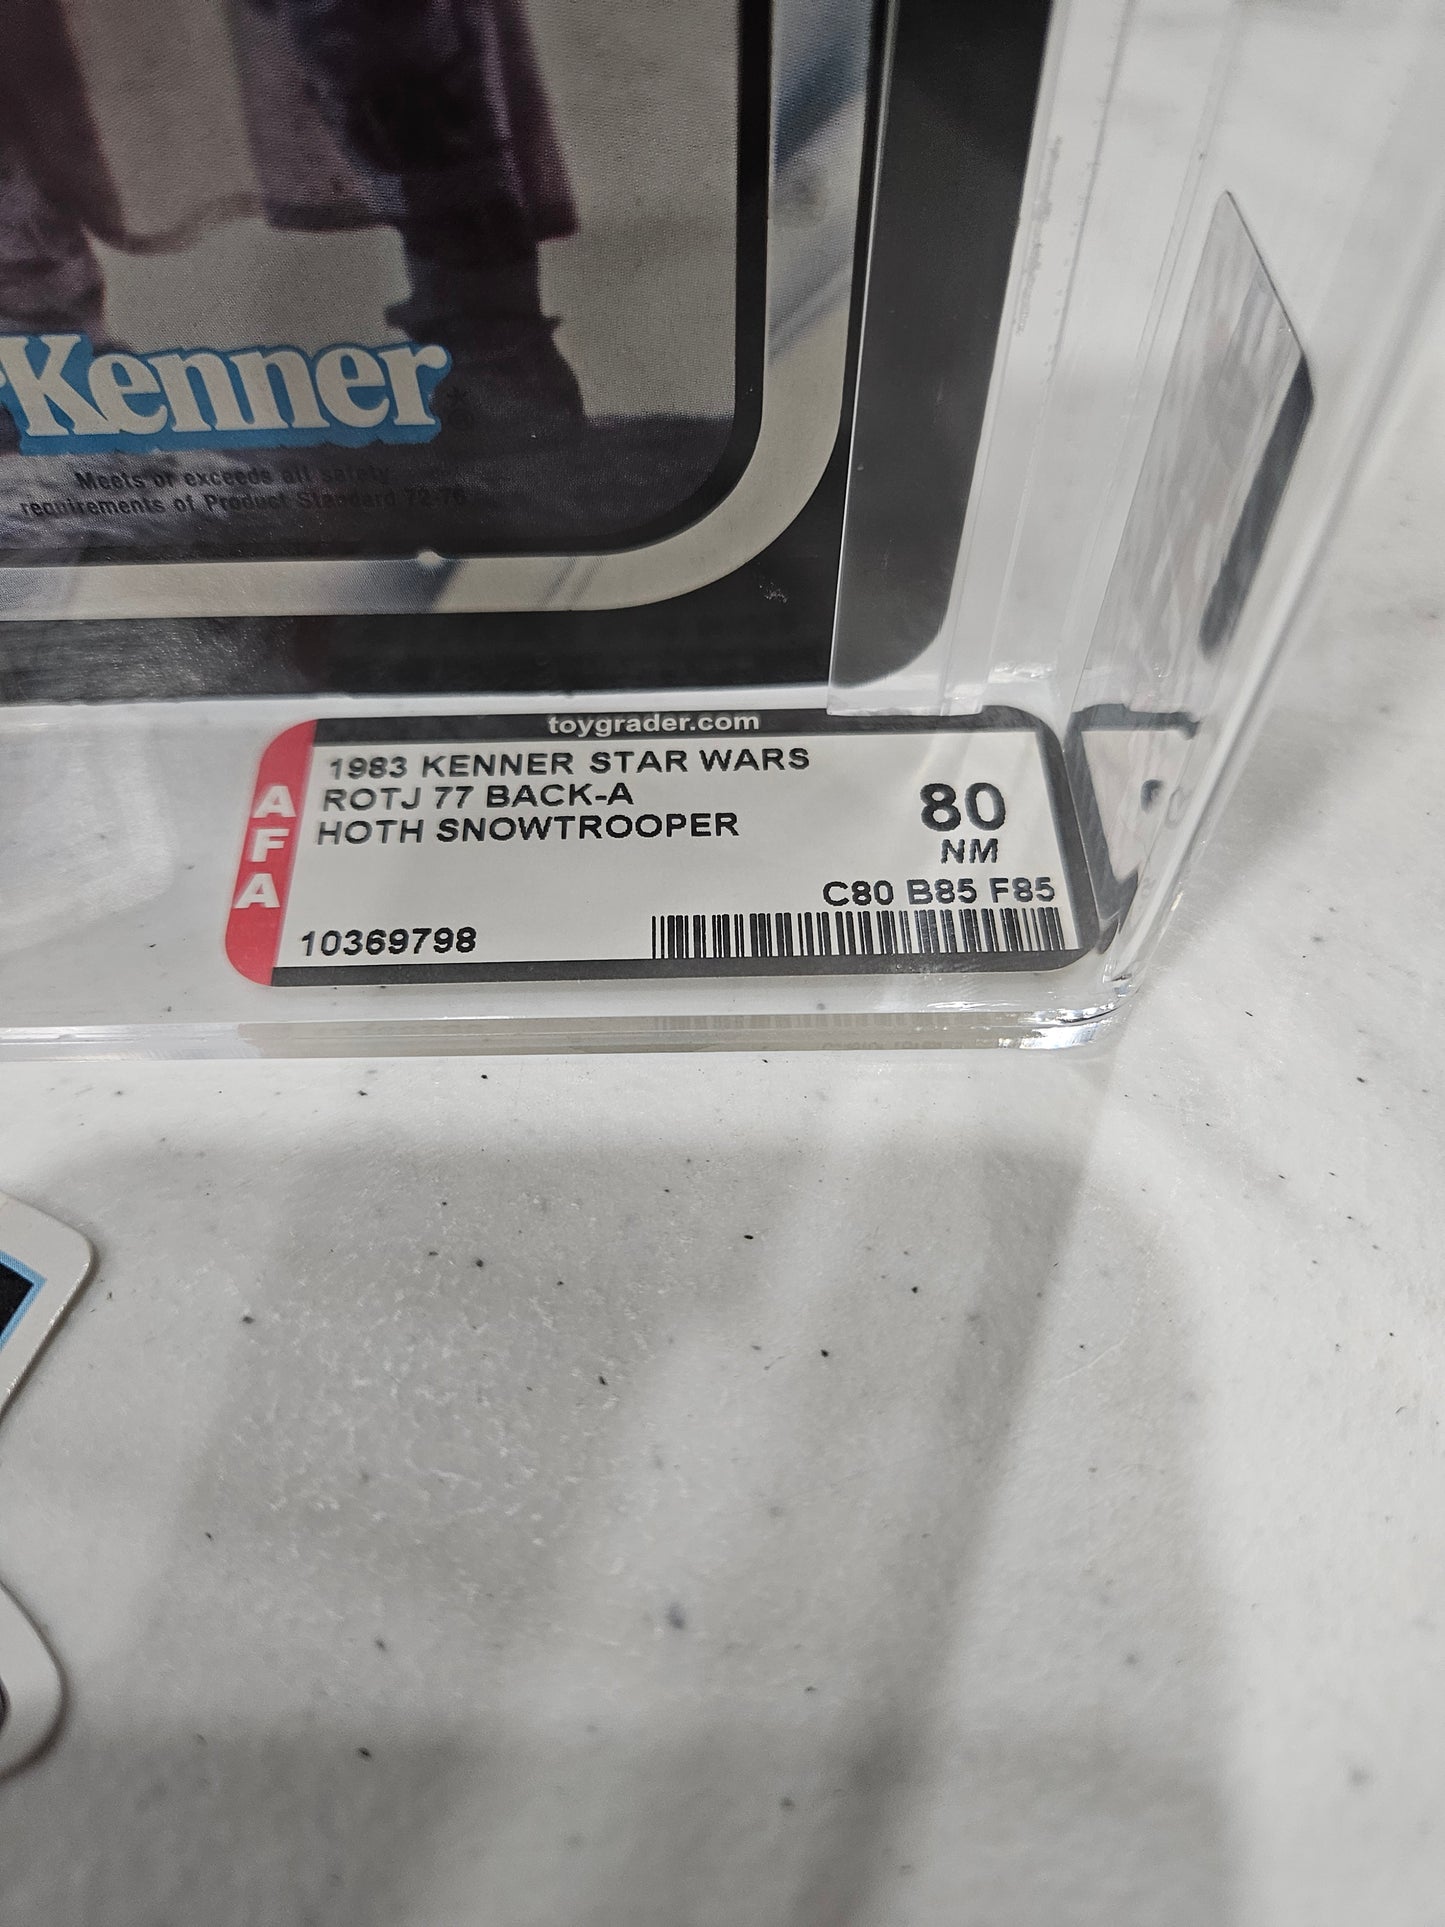 Kenner
Meets or exceeds all safety
requirements of Product Standard 72-76
toygrader.com
AFA
1983 KENNER STAR WARS
ROTJ 77 BACK-A
HOTH SNOWTROOPER
80
NM
C80 B85 F85
10369798